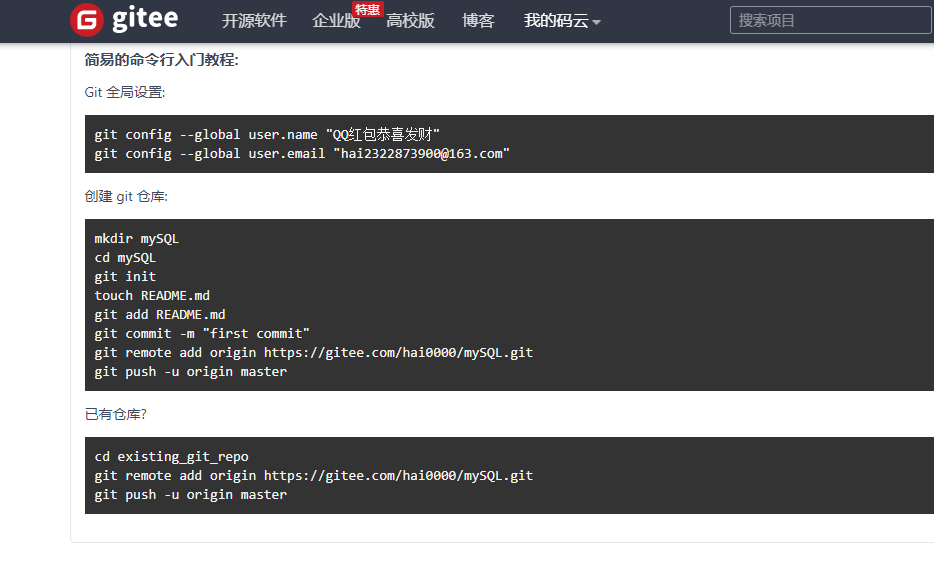 gitee 开源软件 企业版 特惠 高校版 博客 我的码云 搜索项目
简易的命令行入门教程:
Git 全局设置:
git config --global user.name "QQ红包恭喜发财"
git config --global user.email "hai2322873900@163.com"
创建 git 仓库:
mkdir mySQL
cd mySQL
git init
touch README.md
git add README.md
git commit -m "first commit"
git remote add origin https://gitee.com/hai0000/mySQL.git
git push -u origin master
已有仓库?
cd existing_git_repo
git remote add origin https://gitee.com/hai0000/mySQL.git
git push -u origin master